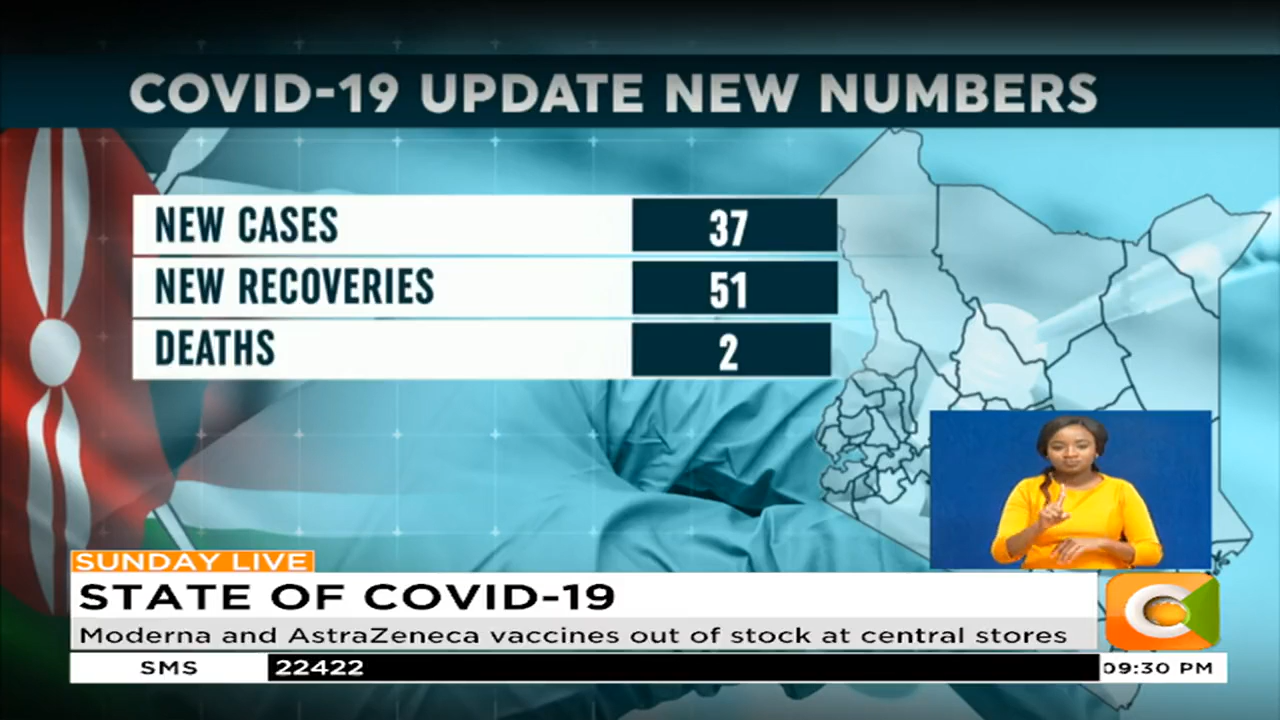 COVID-19 UPDATE NEW NUMBERS
NEW CASES 37
NEW RECOVERIES 51
DEATHS 2
SUNDAY LIVE
STATE OF COVID-19
Moderna and AstraZeneca vaccines out of stock at central stores
SMS 22422 09:30 PM